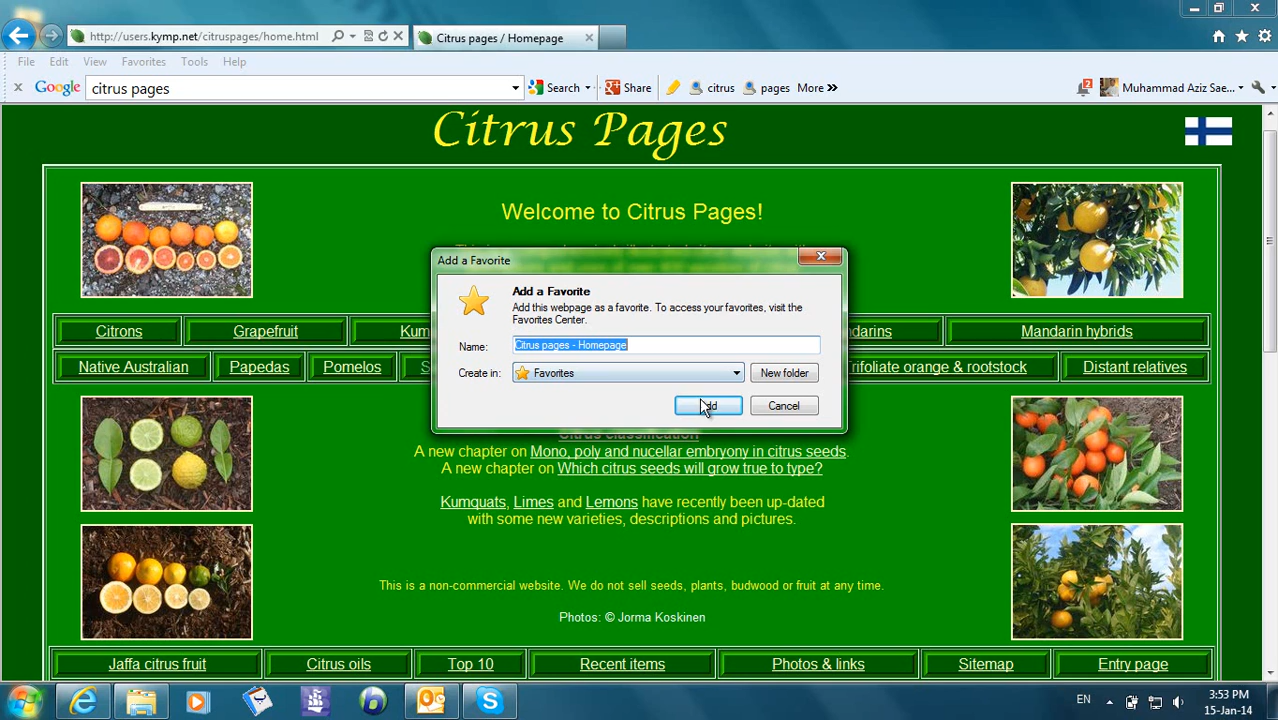 http://users.kymp.net/citruspages/home.html
Citrus pages / Homepage
File Edit View Favorites Tools Help
x Google citrus pages Search Share citrus pages More » 2 Muhammad Aziz Sae...
Citrus Pages
Welcome to Citrus Pages!
Add a Favorite
Add a Favorite
Add this webpage as a favorite. To access your favorites, visit the
Favorites Center.
Name: Citrus pages - Homepage
Create in: Favorites New folder
Cancel
Citrons Grapefruit Mandarin hybrids
Native Australian Papedas Pomelos rifoliate orange & rootstock Distant relatives
Citrus classification
A new chapter on Mono, poly and nucellar embryony in citrus seeds.
A new chapter on Which citrus seeds will grow true to type?
Kumquats, Limes and Lemons have recently been up-dated
with some new varieties, descriptions and pictures.
This is a non-commercial website. We do not sell seeds, plants, budwood or fruit at any time.
Photos: © Jorma Koskinen
Jaffa citrus fruit Citrus oils Top 10 Recent items Photos & links Sitemap Entry page
EN 3:53 PM
15-Jan-14